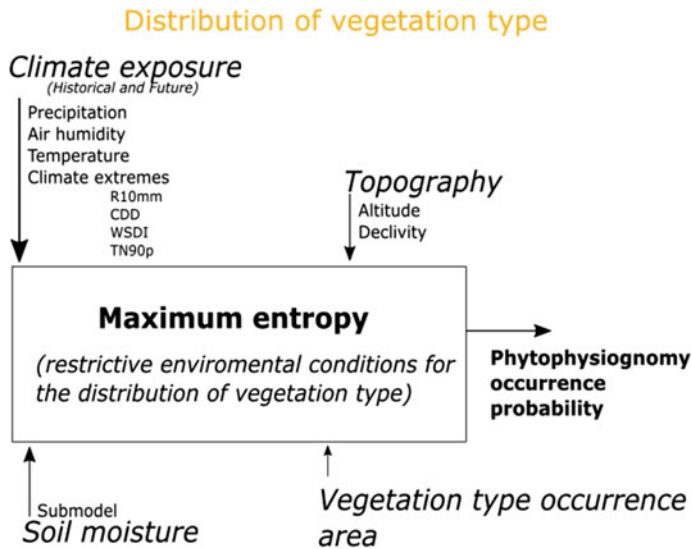 Distribution of vegetation type
Climate exposure
(Historical and Future)
Precipitation
Air humidity
Temperature
Climate extremes
R10mm
CDD
WSDI
TN90p
Topography
Altitude
Declivity
Maximum entropy
(restrictive enviromental conditions for
the distribution of vegetation type)
Phytophysiognomy
occurrence
probability
Submodel
Soil moisture
Vegetation type occurrence
area